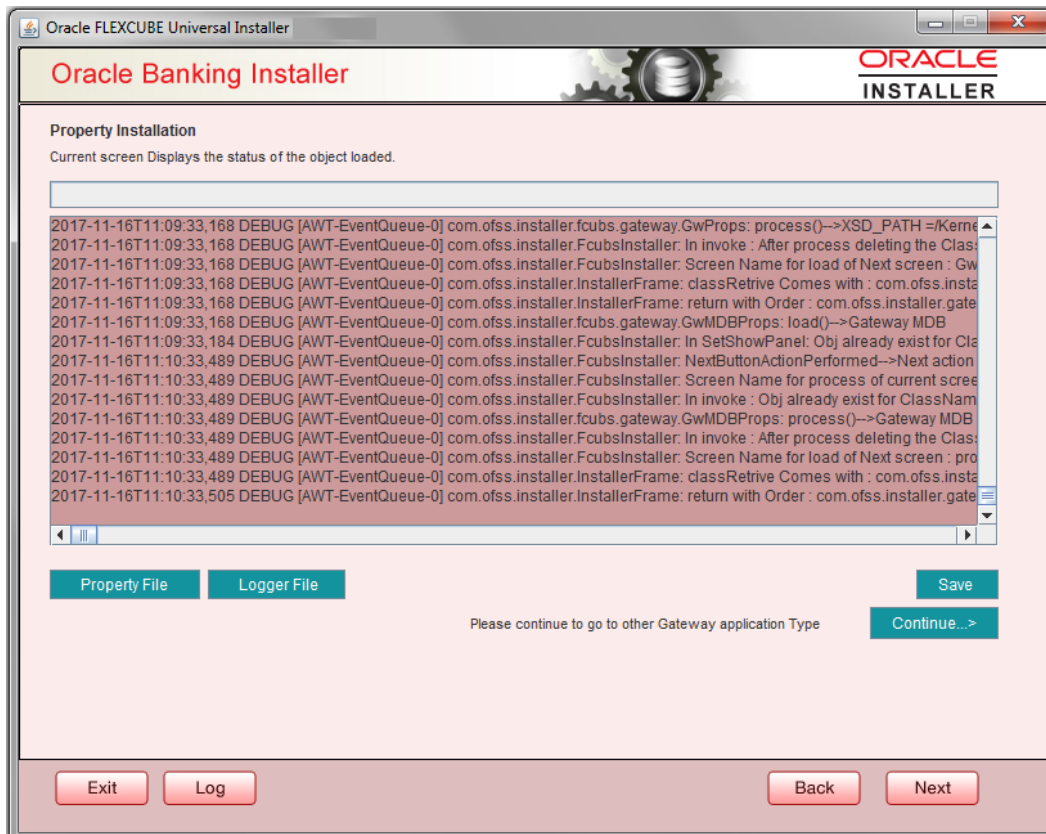 Oracle FLEXCUBE Universal Installer
Oracle Banking Installer
ORACLE
INSTALLER
Property Installation
Current screen Displays the status of the object loaded.
2017-11-16T11:09:33,168 DEBUG [AWT-EventQueue-0] com.ofss.installer.fcubs.gateway.GwProps: process()-->XSD_PATH =/Kerne
2017-11-16T11:09:33,168 DEBUG [AWT-EventQueue-0] com.ofss.installer.FcubsInstaller: In invoke : After process deleting the Clas
2017-11-16T11:09:33,168 DEBUG [AWT-EventQueue-0] com.ofss.installer.FcubsInstaller: Screen Name for load of Next screen : Gw
2017-11-16T11:09:33,168 DEBUG [AWT-EventQueue-0] com.ofss.installer.InstallerFrame: classRetrive Comes with : com.ofss.insta
2017-11-16T11:09:33,168 DEBUG [AWT-EventQueue-0] com.ofss.installer.InstallerFrame: return with Order : com.ofss.installer.gate
2017-11-16T11:09:33,168 DEBUG [AWT-EventQueue-0] com.ofss.installer.fcubs.gateway.GwMDBProps: load()-->Gateway MDB
2017-11-16T11:09:33,184 DEBUG [AWT-EventQueue-0] com.ofss.installer.FcubsInstaller: In SetShowPanel: Obj already exist for Cla
2017-11-16T11:10:33,489 DEBUG [AWT-EventQueue-0] com.ofss.installer.FcubsInstaller: NextButtonActionPerformed-->Next action
2017-11-16T11:10:33,489 DEBUG [AWT-EventQueue-0] com.ofss.installer.FcubsInstaller: Screen Name for process of current scree
2017-11-16T11:10:33,489 DEBUG [AWT-EventQueue-0] com.ofss.installer.FcubsInstaller: In invoke : Obj already exist for ClassNam
2017-11-16T11:10:33,489 DEBUG [AWT-EventQueue-0] com.ofss.installer.fcubs.gateway.GwMDBProps: process()-->Gateway MDB
2017-11-16T11:10:33,489 DEBUG [AWT-EventQueue-0] com.ofss.installer.FcubsInstaller: In invoke : After process deleting the Clas
2017-11-16T11:10:33,489 DEBUG [AWT-EventQueue-0] com.ofss.installer.FcubsInstaller: Screen Name for load of Next screen : pro
2017-11-16T11:10:33,489 DEBUG [AWT-EventQueue-0] com.ofss.installer.InstallerFrame: classRetrive Comes with : com.ofss.insta
2017-11-16T11:10:33,505 DEBUG [AWT-EventQueue-0] com.ofss.installer.InstallerFrame: return with Order : com.ofss.installer.gate
Property File Logger File Save
Please continue to go to other Gateway application Type Continue...>
Exit Log Back Next